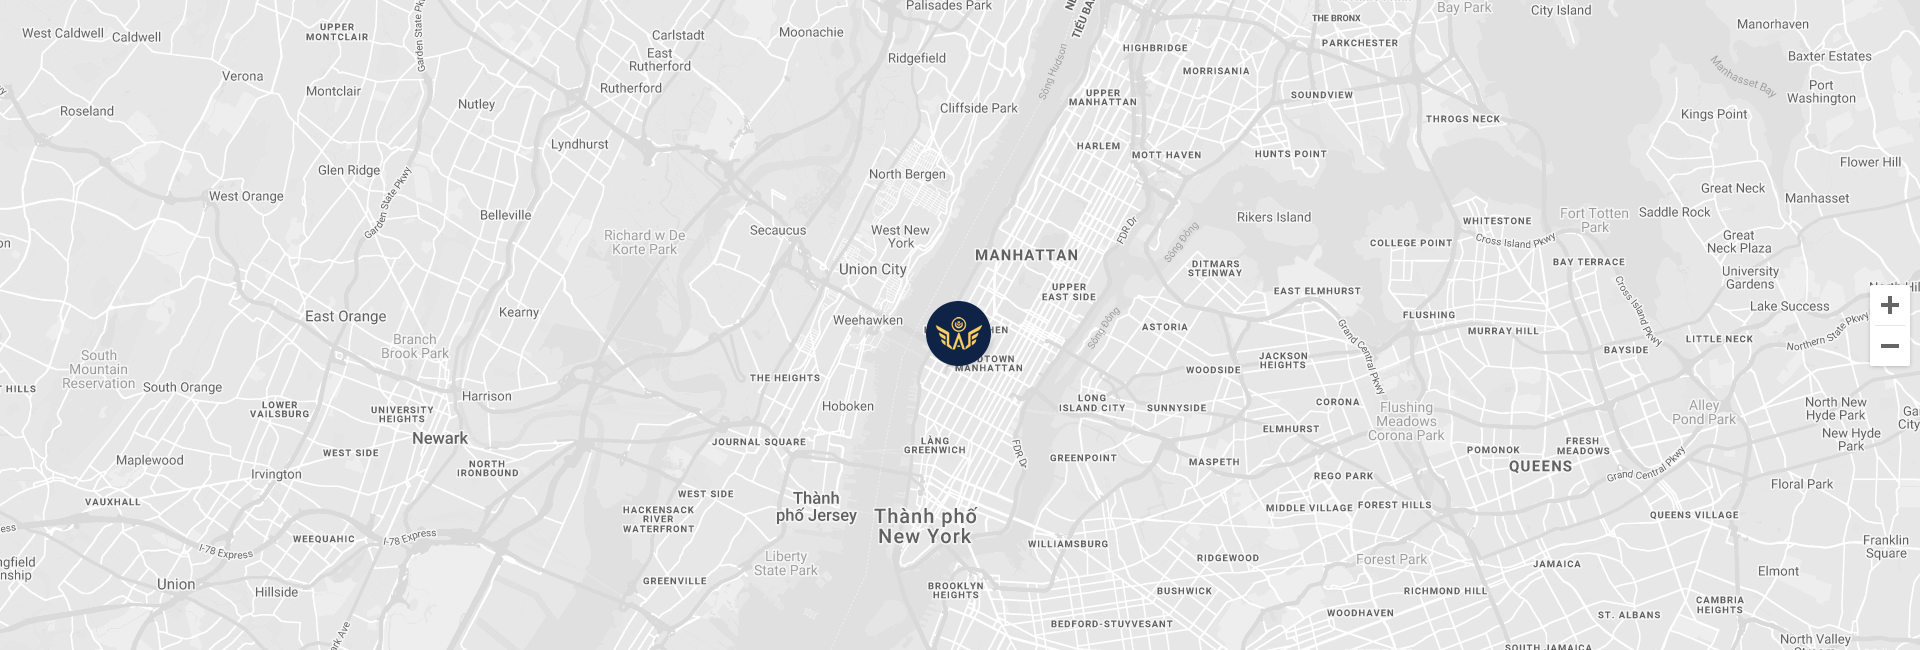 Palisades Park
THE BRONX
Bay Park
City Island
West Caldwell
Caldwell
UPPER
MONTCLAIR
Garden State Pkwy
Carlstadt
Moonachie
TIỂU BA
Manorhaven
East
Rutherford
Ridgefield
HIGHBRIDGE
PARKCHESTER
Baxter Estates
Verona
Sông Hudson
MORRISANIA
Manhasset Bay
Montclair
Rutherford
UPPER
MANHATTAN
SOUNDVIEW
Port
Washington
Roseland
Nutley
Cliffside Park
THROGS NECK
Kings Point
Lyndhurst
HARLEM
MOTT HAVEN
HUNTS POINT
Flower Hill
Glen Ridge
North Bergen
West Orange
Garden State Pkwy
Great Neck
Manhasset
Belleville
Rikers Island
WHITESTONE
Fort Totten
Park
Saddle Rock
Richard w De
Korte Park
Secaucus
West New
York
FDR Dr
Sông Đông
COLLEGE POINT
Cross Island Pkwy
Great
Neck Plaza
MANHATTAN
Union City
DITMARS
STEINWAY
BAY TERRACE
University
Gardens
UPPER
EAST SIDE
EAST ELMHURST
Cross Island Pkwy
Lake Success
East Orange
Kearny
Weehawken
Sông Đông
ASTORIA
Grand Central Pkwy
FLUSHING
MURRAY HILL
LITTLE NECK
Northern State Pkwy
Branch
Brook Park
South
Mountain
Reservation
MANHATTAN
WOODSIDE
JACKSON
HEIGHTS
BAYSIDE
T HILLS
South Orange
THE HEIGHTS
Harrison
LOWER
VAILSBURG
UNIVERSITY
HEIGHTS
Hoboken
LONG
ISLAND CITY
SUNNYSIDE
CORONA
Flushing
Meadows
Corona Park
Alley
Pond Park
North New
Hyde Park
Newark
JOURNAL SQUARE
LÀNG
GREENWICH
FDR Dr
ELMHURST
New Hyde
Park
WEST SIDE
Maplewood
NORTH
IRONBOUND
GREENPOINT
MASPETH
POMONOK
FRESH
MEADOWS
QUEENS
Irvington
REGO PARK
Grand Central Pkwy
Floral Park
VAUXHALL
WEST SIDE
Thành
phố Jersey
Thành phố
New York
MIDDLE VILLAGE
FOREST HILLS
QUEENS VILLAGE
HACKENSACK
RIVER
WATERFRONT
WEEQUAHIC
I-78 Express
I-78 Express
WILLIAMSBURG
Franklin
Square
Liberty
State Park
RIDGEWOOD
Forest Park
JAMAICA
Elmont
Union
Hillside
GREENVILLE
BROOKLYN
HEIGHTS
BUSHWICK
RICHMOND HILL
CAMBRIA
HEIGHTS
WOODHAVEN
ST. ALBANS
BEDFORD-STUYVESANT
North Valley
SOUTH JAMAICA